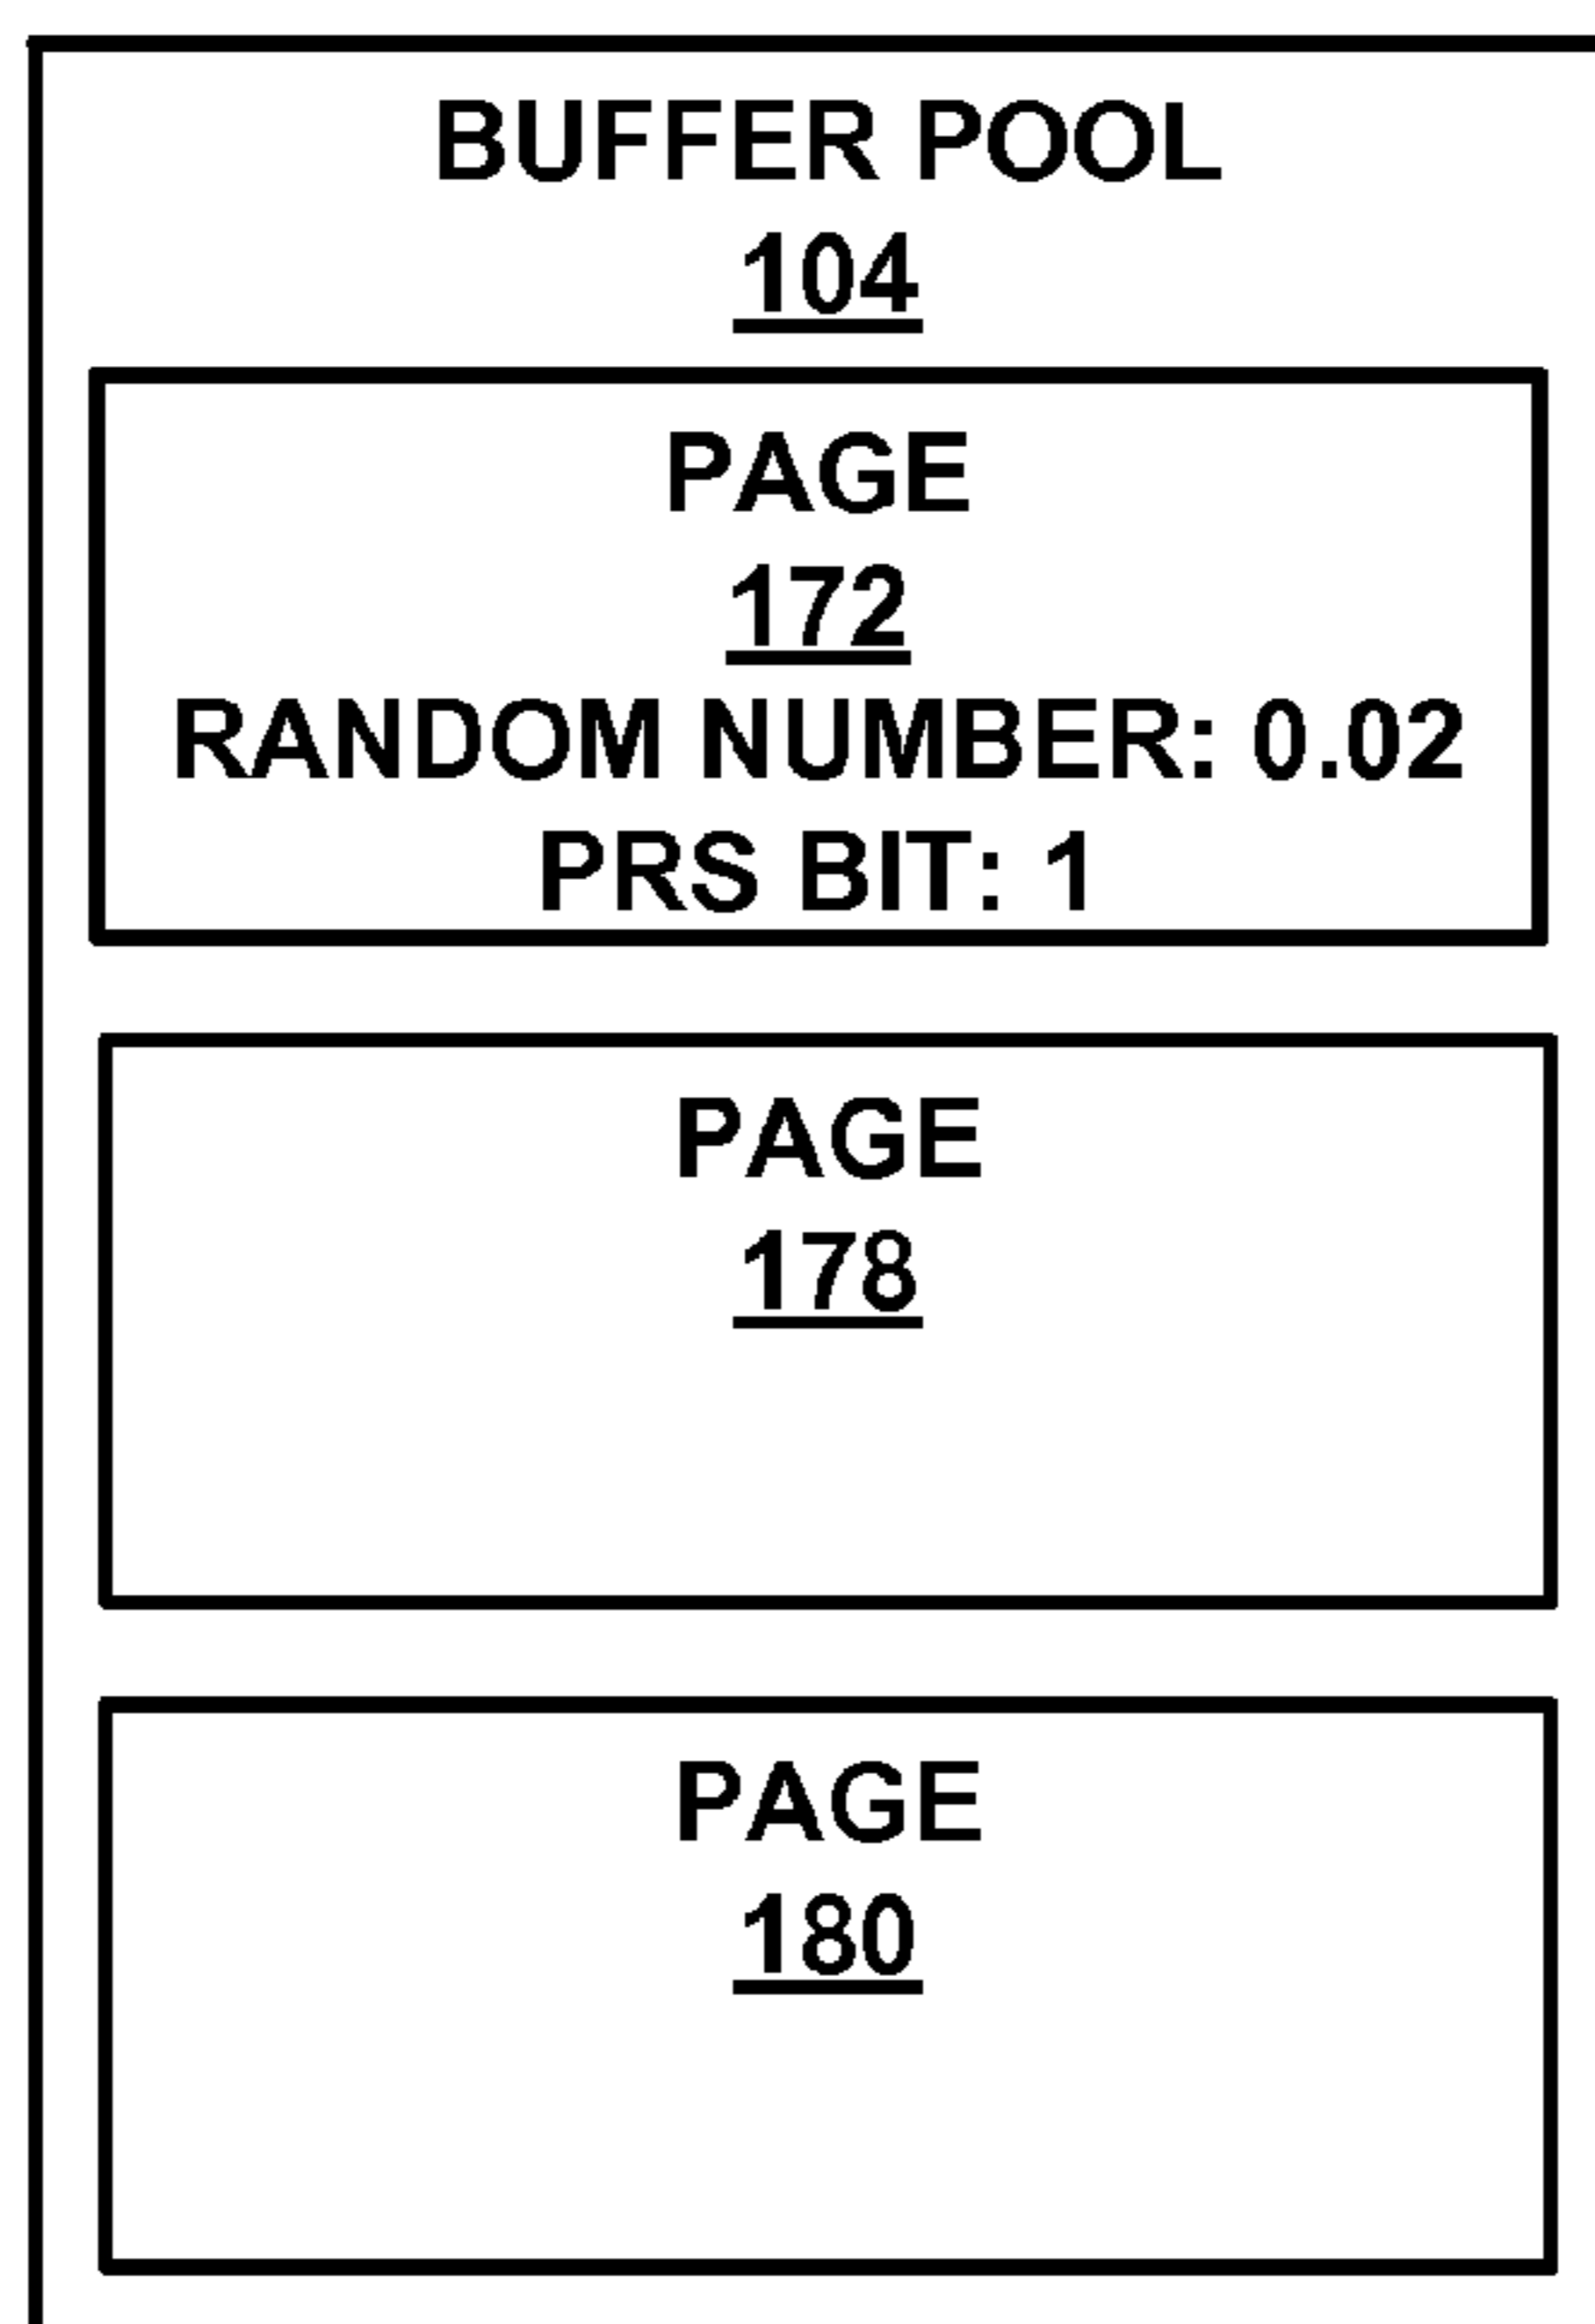 BUFFER POOL
104
PAGE
172
RANDOM NUMBER: 0.02
PRS BIT: 1
PAGE
178
PAGE
180